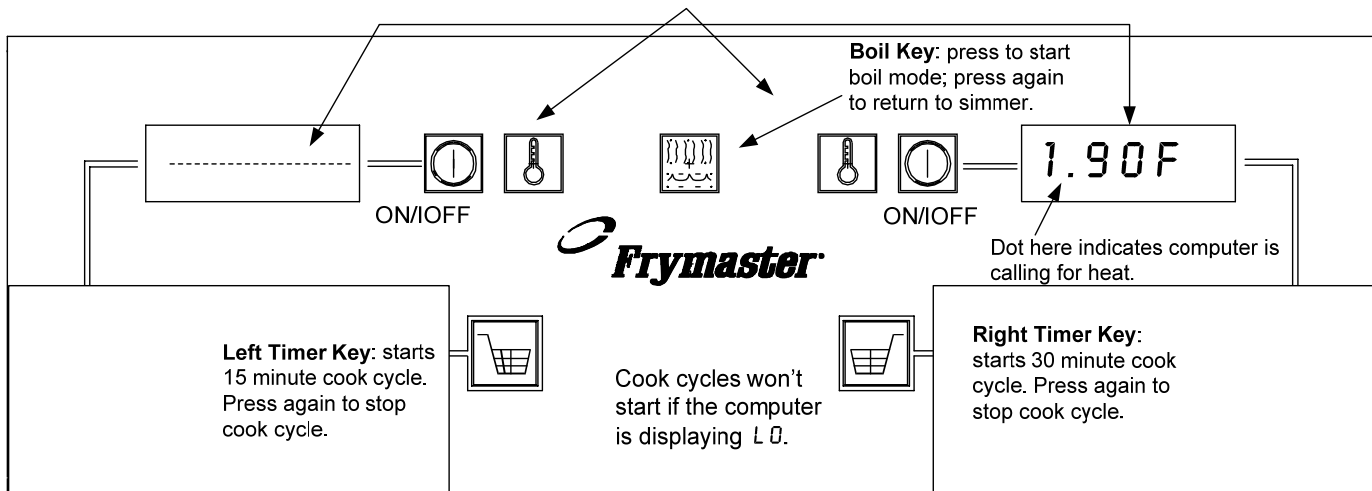 Boil Key: press to start
boil mode; press again
to return to simmer.
1.90F
ON/IOFF
ON/IOFF
Dot here indicates computer is
calling for heat.
Frymaster
Left Timer Key: starts
15 minute cook cycle.
Press again to stop
cook cycle.
Cook cycles won't
start if the computer
is displaying LO.
Right Timer Key:
starts 30 minute cook
cycle. Press again to
stop cook cycle.